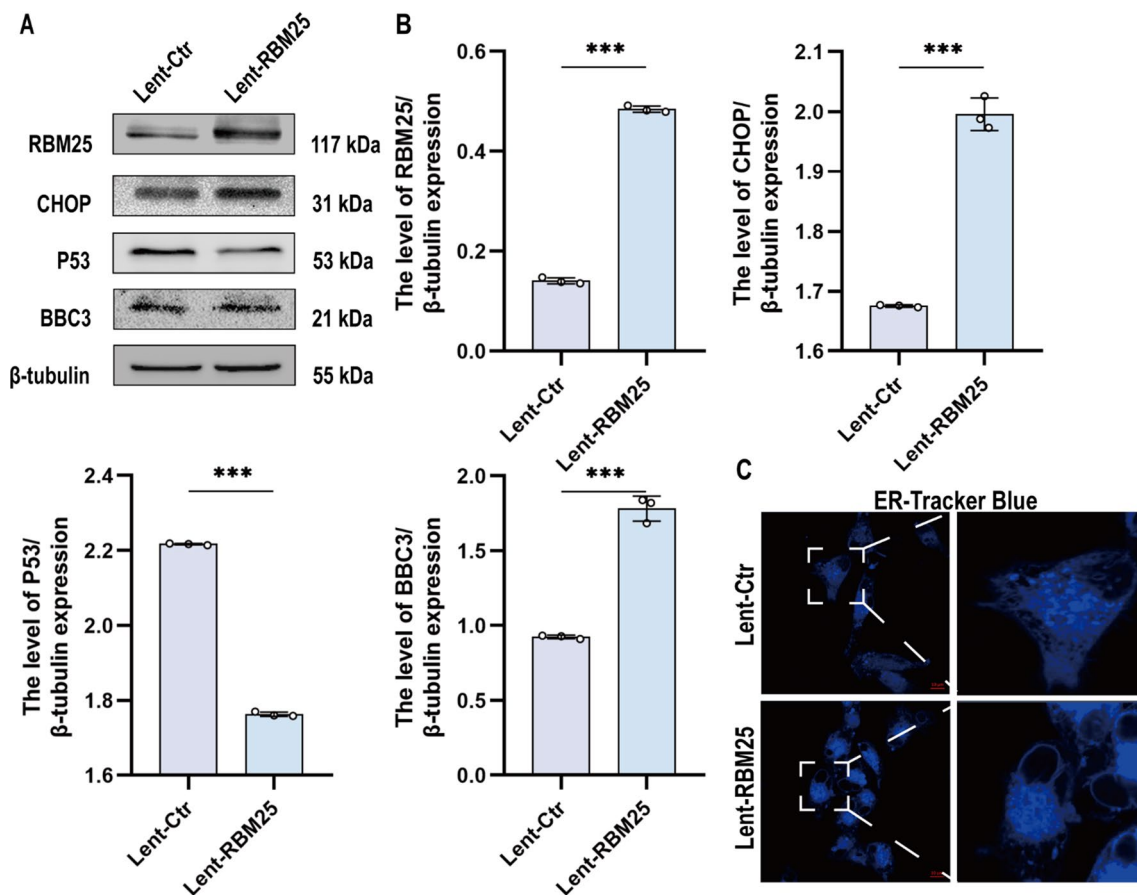 A
Lent-Ctr
Lent-RBM25
RBM25
117 kDa
CHOP
31 kDa
P53
53 kDa
BBC3
21 kDa
β-tubulin
55 kDa
B
The level of RBM25/
β-tubulin expression
0.6
0.4
0.2
0.0
***
Lent-Ctr
Lent-RBM25
The level of CHOP/
β-tubulin expression
2.1
2.0
1.9
1.8
1.7
1.6
***
Lent-Ctr
Lent-RBM25
The level of P53/
β-tubulin expression
2.4
2.2
2.0
1.8
1.6
***
Lent-Ctr
Lent-RBM25
The level of BBC3/
β-tubulin expression
2.0
1.5
1.0
0.5
0.0
***
Lent-Ctr
Lent-RBM25
C
ER-Tracker Blue
Lent-Ctr
Lent-RBM25